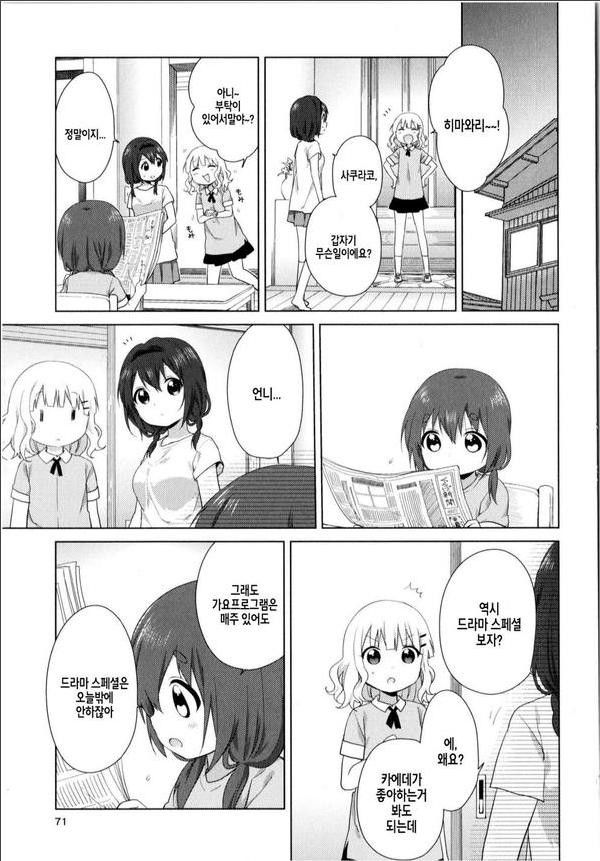 히마와리~~!
사쿠라코,
갑자기
무슨일이에요?
아니~
부탁이
있어서말야~?
정말이지...
언니...
역시
드라마 스페셜
보자?
에,
왜요?
카에데가
좋아하는거
봐도
되는데
그래도
가요프로그램은
매주 있어도
드라마 스페셜은
오늘밖에
안하잖아
71